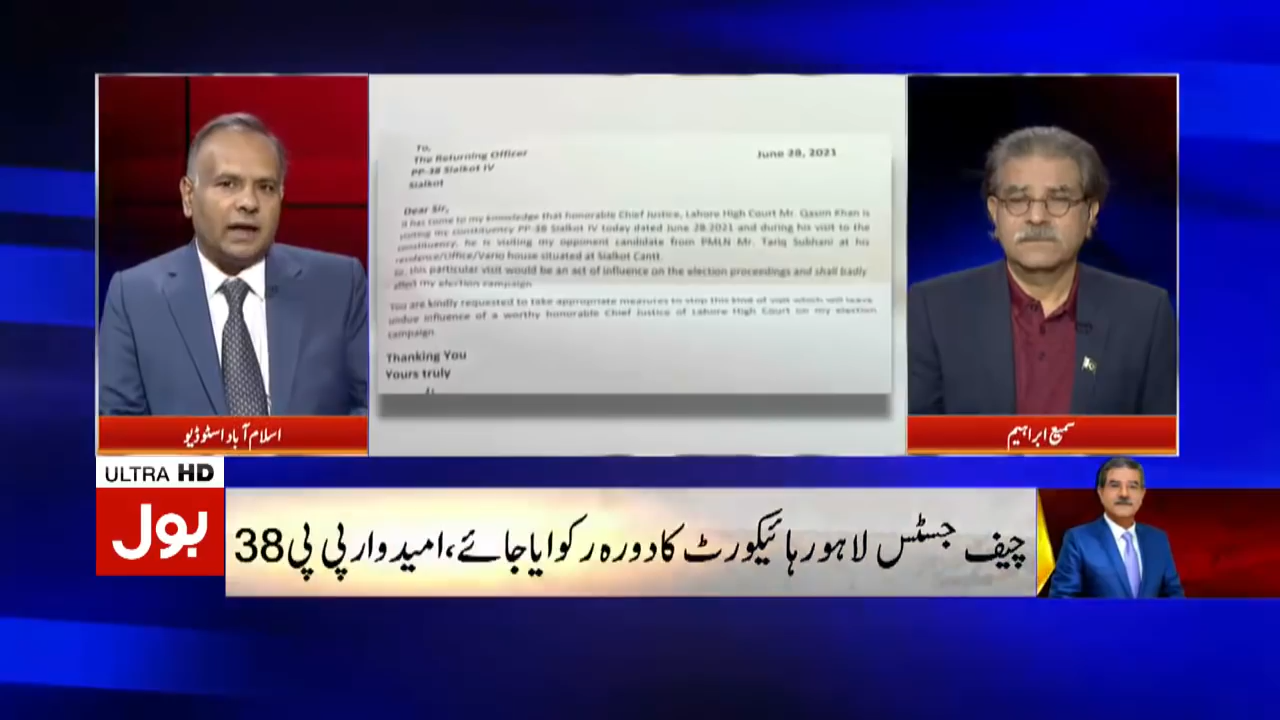 To,
The Returning Officer
PP-38 Sialkot IV
Sialkot
June 28, 2021
Dear Sir,
It has come to my knowledge that honorable Chief Justice, Lahore High Court Mr. Qasim Khan is
visiting my constituency PP-38 Sialkot IV today dated June 28.2021 and during his visit to the
constituency, he is visiting my opponent candidate from PMLN Mr. Tariq Subhani at his
residence/Office/Vario house situated at Sialkot Cantt.
Sir, this particular visit would be an act of influence on the election proceedings and shall badly
affect my election campaign.
You are kindly requested to take appropriate measures to stop this kind of visit which will leave
undue influence of a worthy honorable Chief Justice of Lahore High Court on my election
campaign.
Thanking You
Yours truly
اسلام آباد اسٹوڈیو
سمیع ابراہیم
ULTRA HD
بول
چیف جسٹس لاہور ہائیکورٹ کا دورہ رکوایا جائے، امیدوار پی پی 38